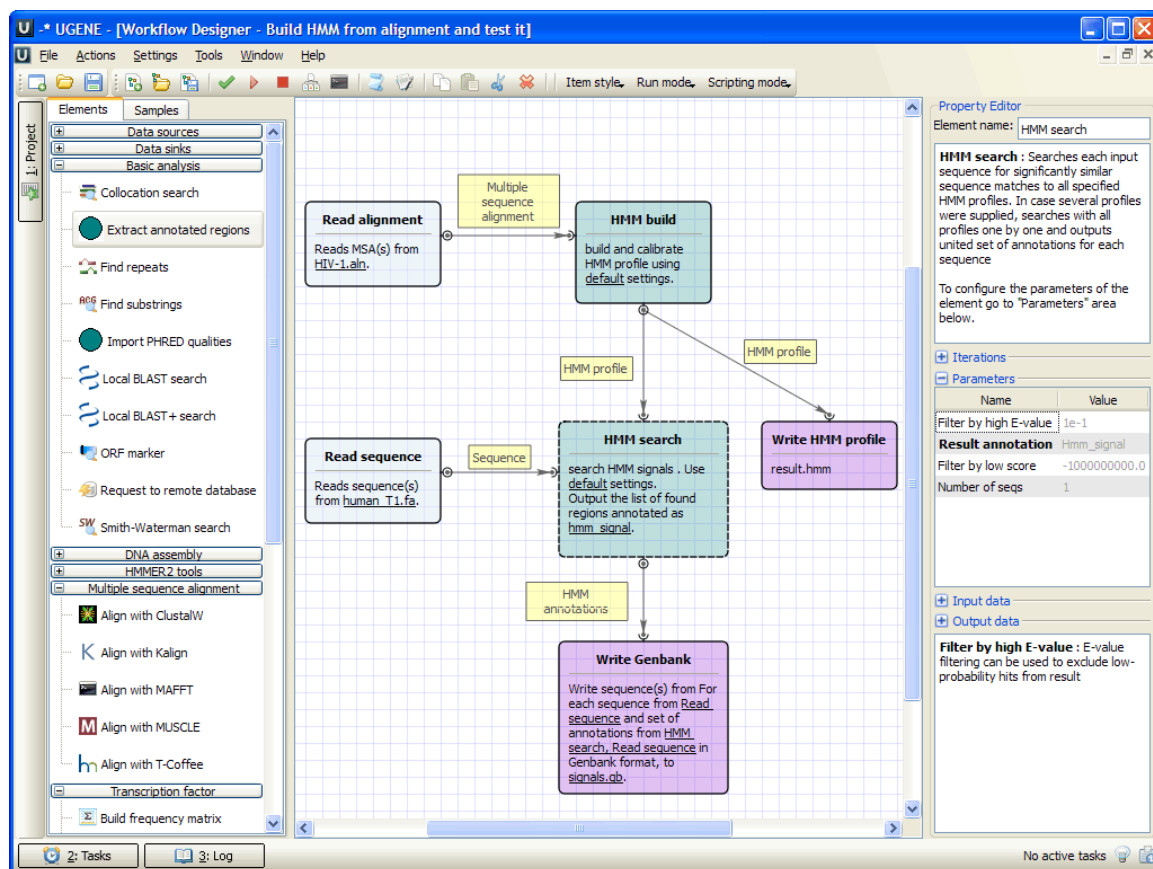 -* UGENE - [Workflow Designer - Build HMM from alignment and test it]
File Actions Settings Tools Window Help
Item style Run mode Scripting mode
1: Project
Elements Samples
Data sources
Data sinks
Basic analysis
Collocation search
Extract annotated regions
Find repeats
Find substrings
Import PHRED qualities
Local BLAST search
Local BLAST+ search
ORF marker
Request to remote database
Smith-Waterman search
DNA assembly
HMMER2 tools
Multiple sequence alignment
Align with ClustalW
Align with Kalign
Align with MAFFT
Align with MUSCLE
Align with T-Coffee
Transcription factor
Build frequency matrix
Read alignment
Reads MSA(s) from
HIV-1.aln.
Multiple
sequence
alignment
HMM build
build and calibrate
HMM profile using
default settings.
HMM profile
HMM profile
Read sequence
Reads sequence(s)
from human_T1.fa.
Sequence
HMM search
search HMM signals . Use
default settings.
Output the list of found
regions annotated as
hmm_signal.
Write HMM profile
result.hmm
HMM
annotations
Write Genbank
Write sequence(s) from For
each sequence from Read
sequence and set of
annotations from HMM
search, Read sequence in
Genbank format, to
signals.gb.
Property Editor
Element name: HMM search
HMM search : Searches each input
sequence for significantly similar
sequence matches to all specified
HMM profiles. In case several profiles
were supplied, searches with all
profiles one by one and outputs
united set of annotations for each
sequence
To configure the parameters of the
element go to "Parameters" area
below.
Iterations
Parameters
Name Value
Filter by high E-value 1e-1
Result annotation Hmm_signal
Filter by low score -1000000000.0
Number of seqs 1
Input data
Output data
Filter by high E-value : E-value
filtering can be used to exclude low-
probability hits from result
2: Tasks 3: Log No active tasks